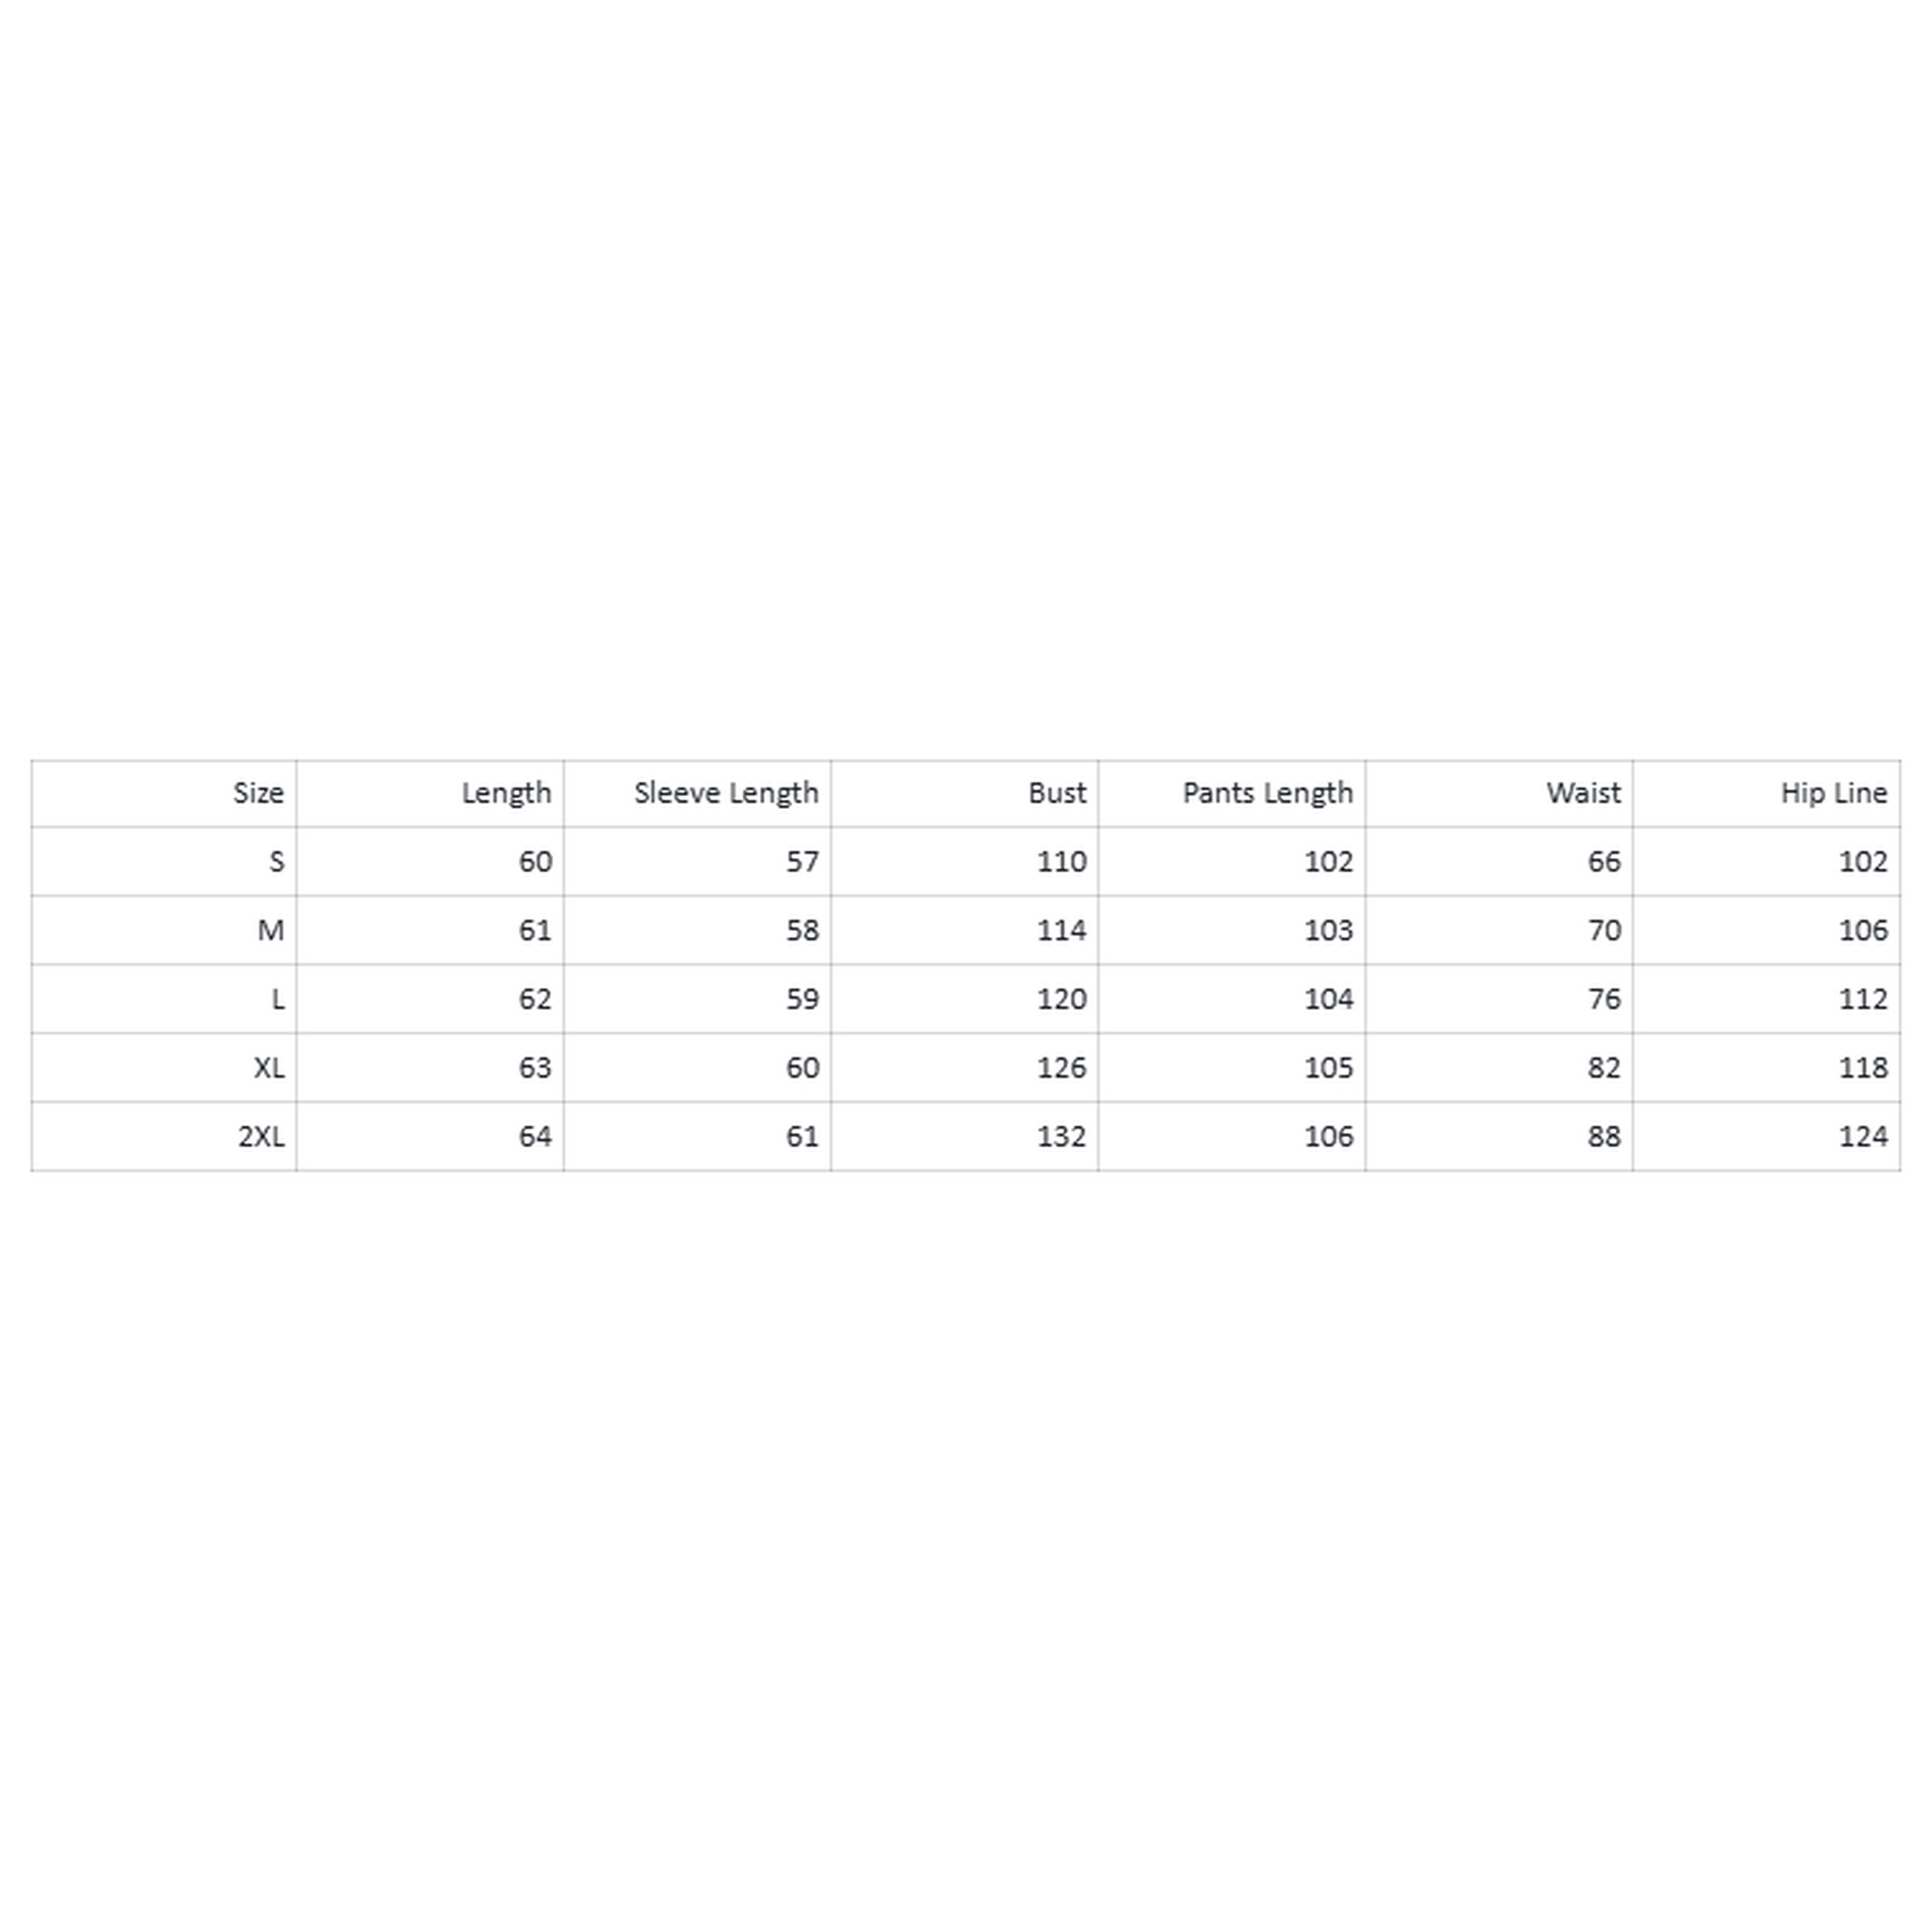 Size Length Sleeve Length Bust Pants Length Waist Hip Line
S 60 57 110 102 66 102
M 61 58 114 103 70 106
L 62 59 120 104 76 112
XL 63 60 126 105 82 118
2XL 64 61 132 106 88 124